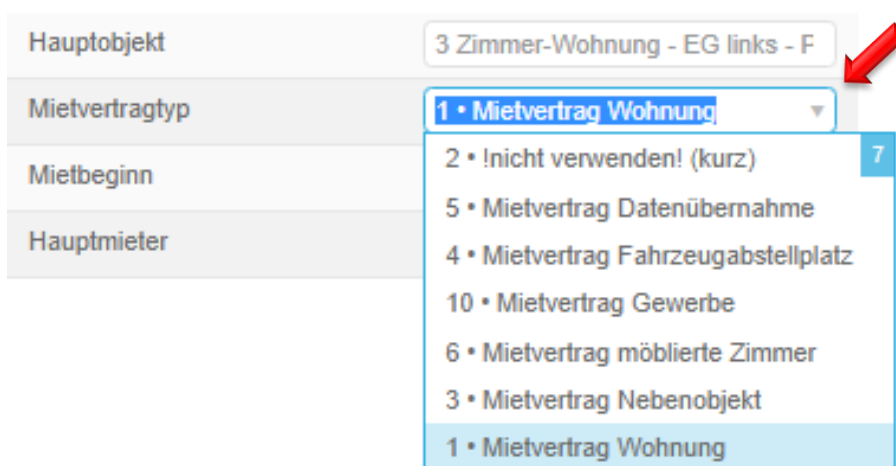 Hauptobjekt
3 Zimmer-Wohnung - EG links - F
Mietvertragtyp
1 • Mietvertrag Wohnung
Mietbeginn
Hauptmieter
2 • !nicht verwenden! (kurz)
7
5 • Mietvertrag Datenübernahme
4 • Mietvertrag Fahrzeugabstellplatz
10 • Mietvertrag Gewerbe
6 • Mietvertrag möblierte Zimmer
3 • Mietvertrag Nebenobjekt
1 • Mietvertrag Wohnung